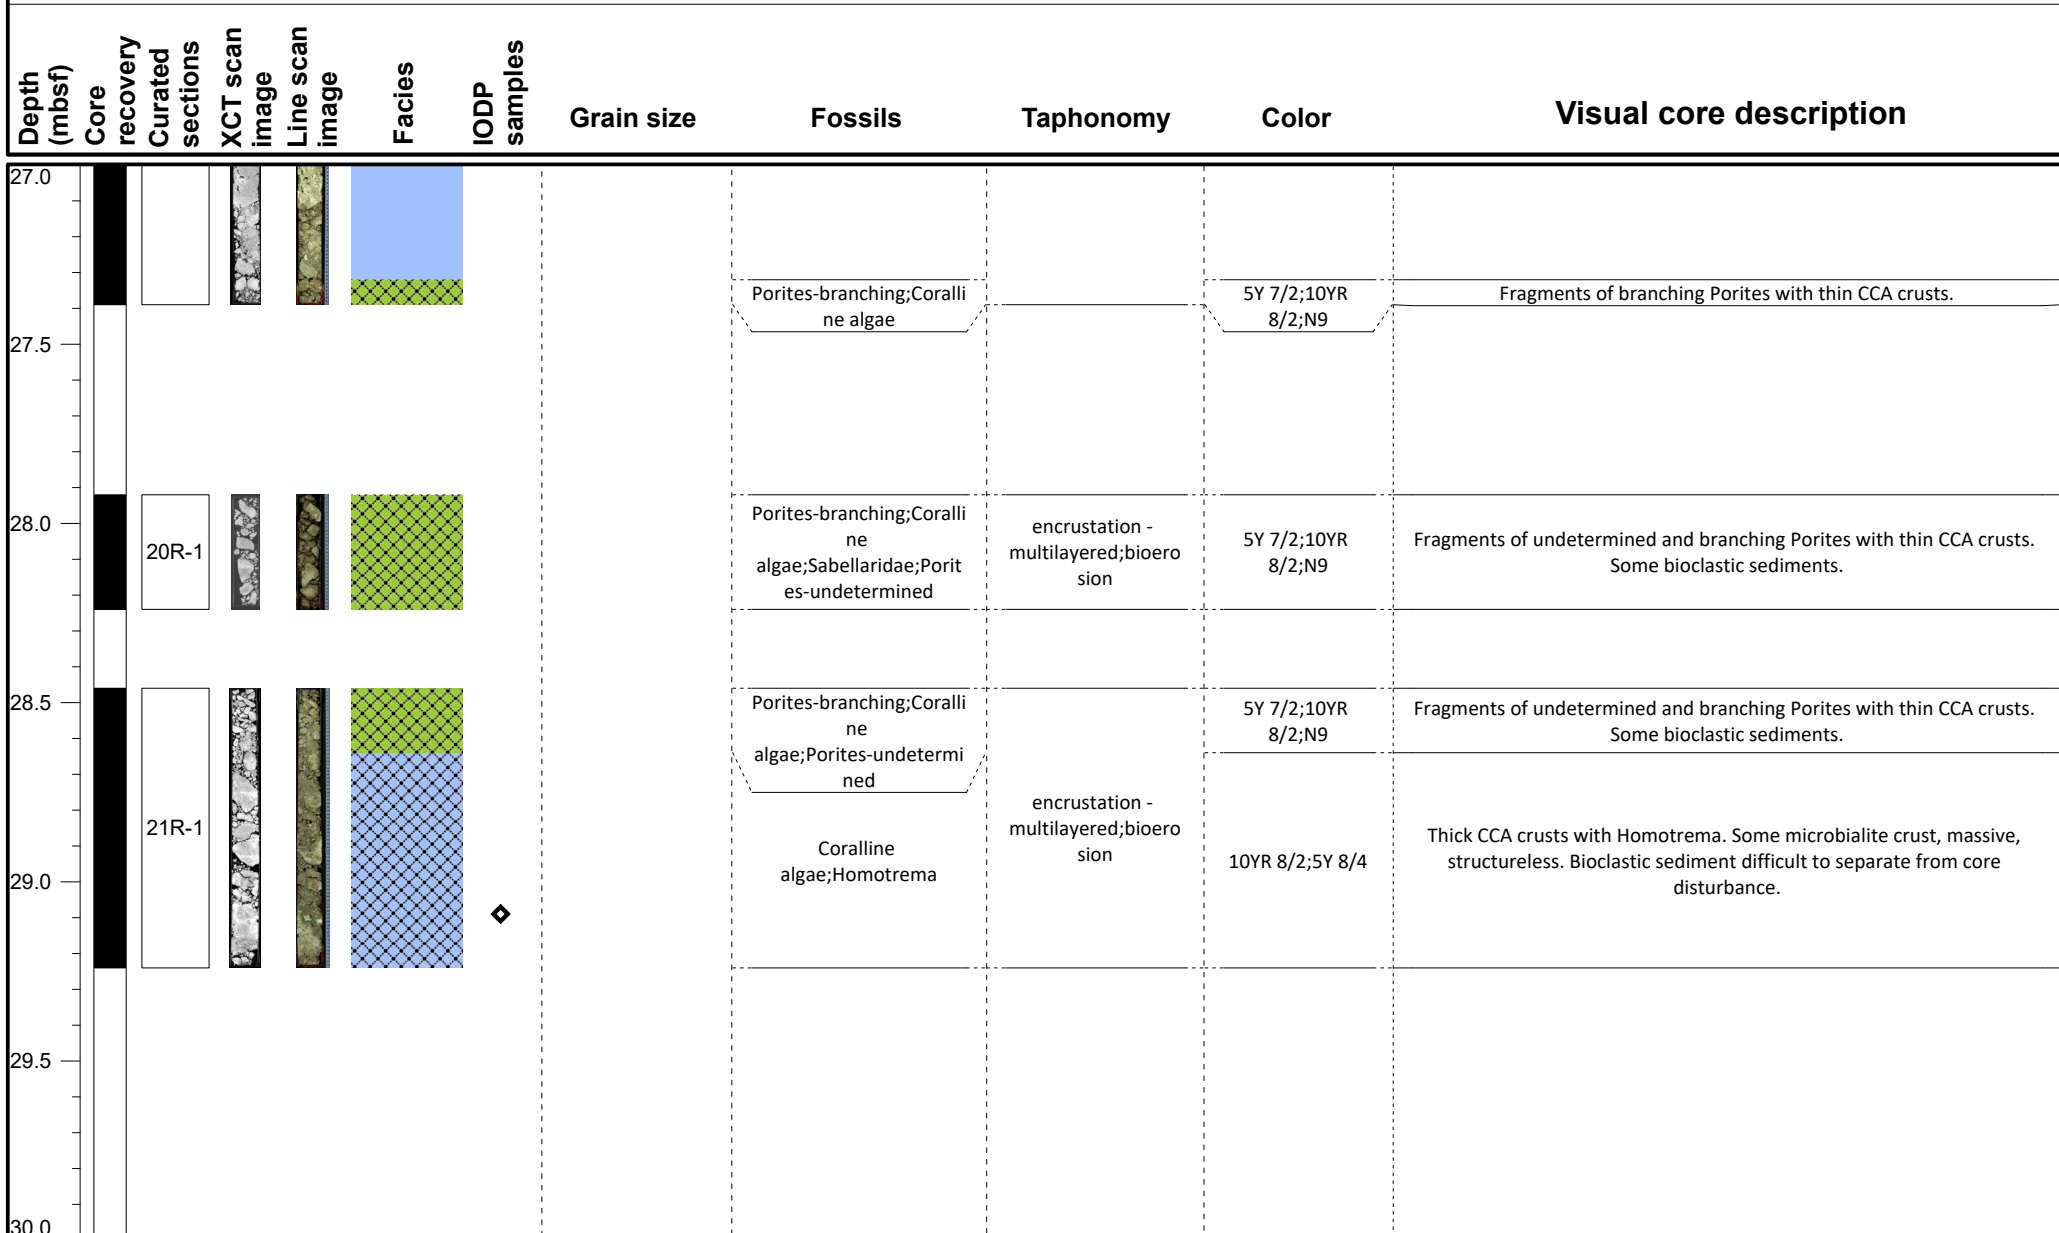 Depth
(mbsf)
Core
recovery
Curated
sections
XCT scan
image
Line scan
image
Facies
IODP
samples
Grain size
Fossils
Taphonomy
Color
Visual core description
27.0
Porites-branching;Coralli
ne algae
5Y 7/2;10YR
8/2;N9
Fragments of branching Porites with thin CCA crusts.
27.5
28.0
20R-1
Porites-branching;Coralli
ne
algae;Sabellaridae;Porit
es-undetermined
encrustation -
multilayered;bioero
sion
5Y 7/2;10YR
8/2;N9
Fragments of undetermined and branching Porites with thin CCA crusts.
Some bioclastic sediments.
28.5
Porites-branching;Coralli
ne
algae;Porites-undetermi
ned
5Y 7/2;10YR
8/2;N9
Fragments of undetermined and branching Porites with thin CCA crusts.
Some bioclastic sediments.
21R-1
encrustation -
multilayered;bioero
sion
Coralline
algae;Homotrema
10YR 8/2;5Y 8/4
Thick CCA crusts with Homotrema. Some microbialite crust, massive,
structureless. Bioclastic sediment difficult to separate from core
disturbance.
29.0
29.5
30.0